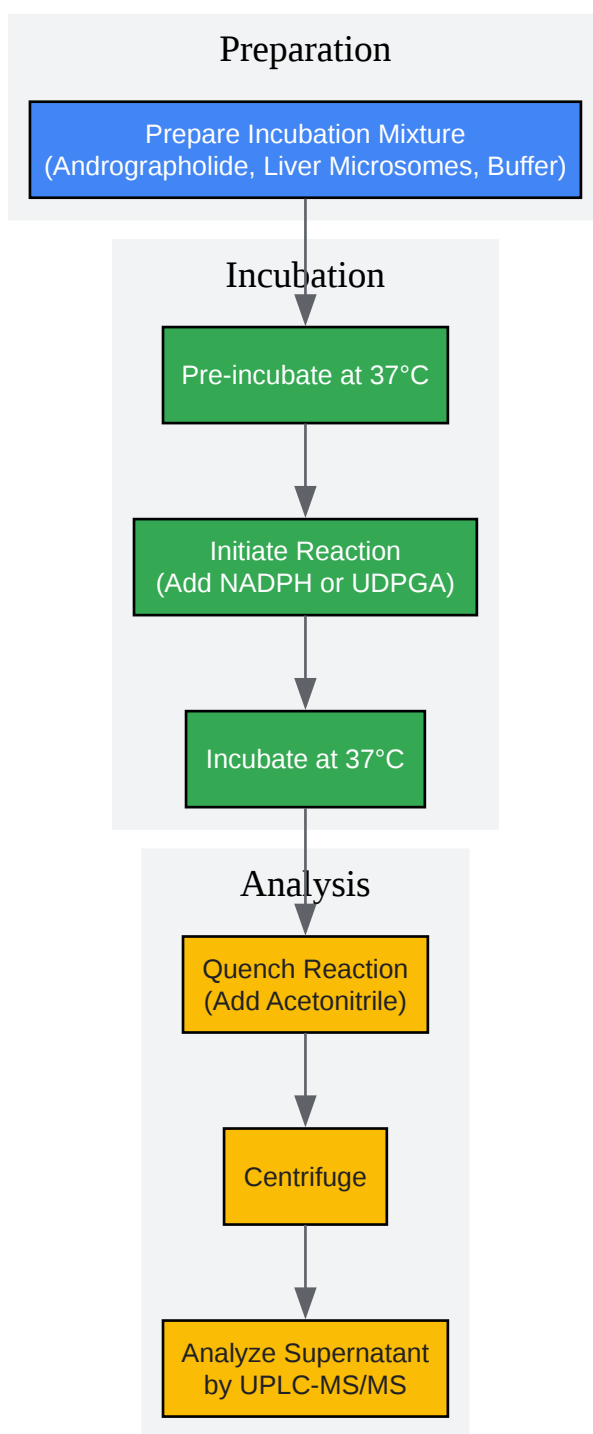 Preparation
Prepare Incubation Mixture
(Andrographolide, Liver Microsomes, Buffer)
Incubation
Pre-incubate at 37°C
Initiate Reaction
(Add NADPH or UDPGA)
Incubate at 37°C
Analysis
Quench Reaction
(Add Acetonitrile)
Centrifuge
Analyze Supernatant
by UPLC-MS/MS